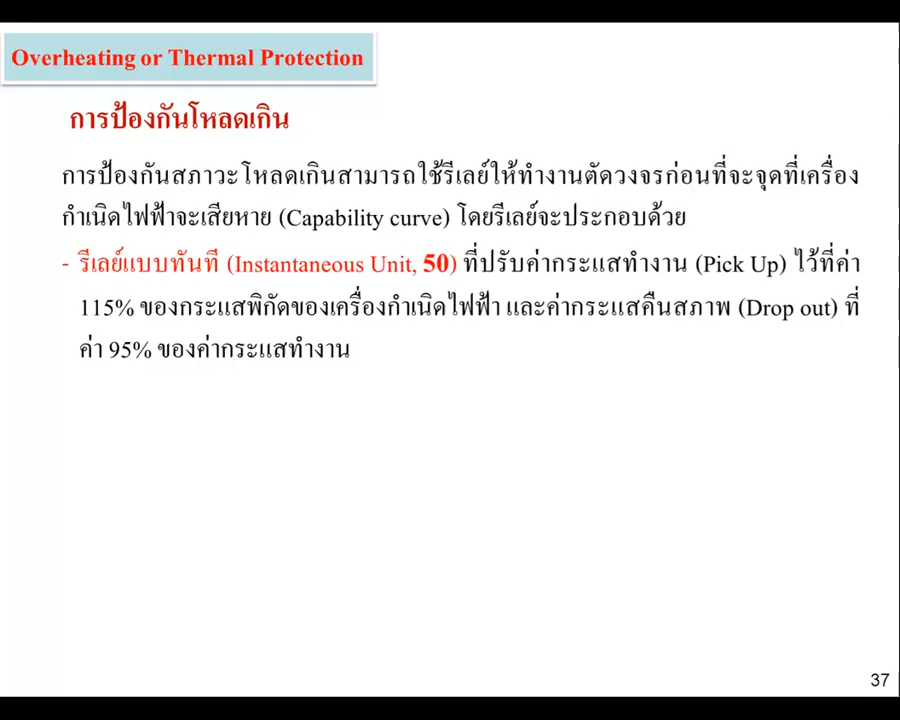 Overheating or Thermal Protection
การป้องกันโหลดเกิน
การป้องกันสภาวะโหลดเกินสามารถใช้รีเลย์ให้ทำงานตัดวงจรก่อนที่จะจุดที่เครื่อง
กำเนิดไฟฟ้าจะเสียหาย (Capability curve) โดยรีเลย์จะประกอบด้วย
- รีเลย์แบบทันที (Instantaneous Unit, 50) ที่ปรับค่ากระแสทำงาน (Pick Up) ไว้ที่ค่า
115% ของกระแสพิกัดของเครื่องกำเนิดไฟฟ้า และค่ากระแสคืนสภาพ (Drop out) ที่
ค่า 95% ของค่ากระแสทำงาน
37